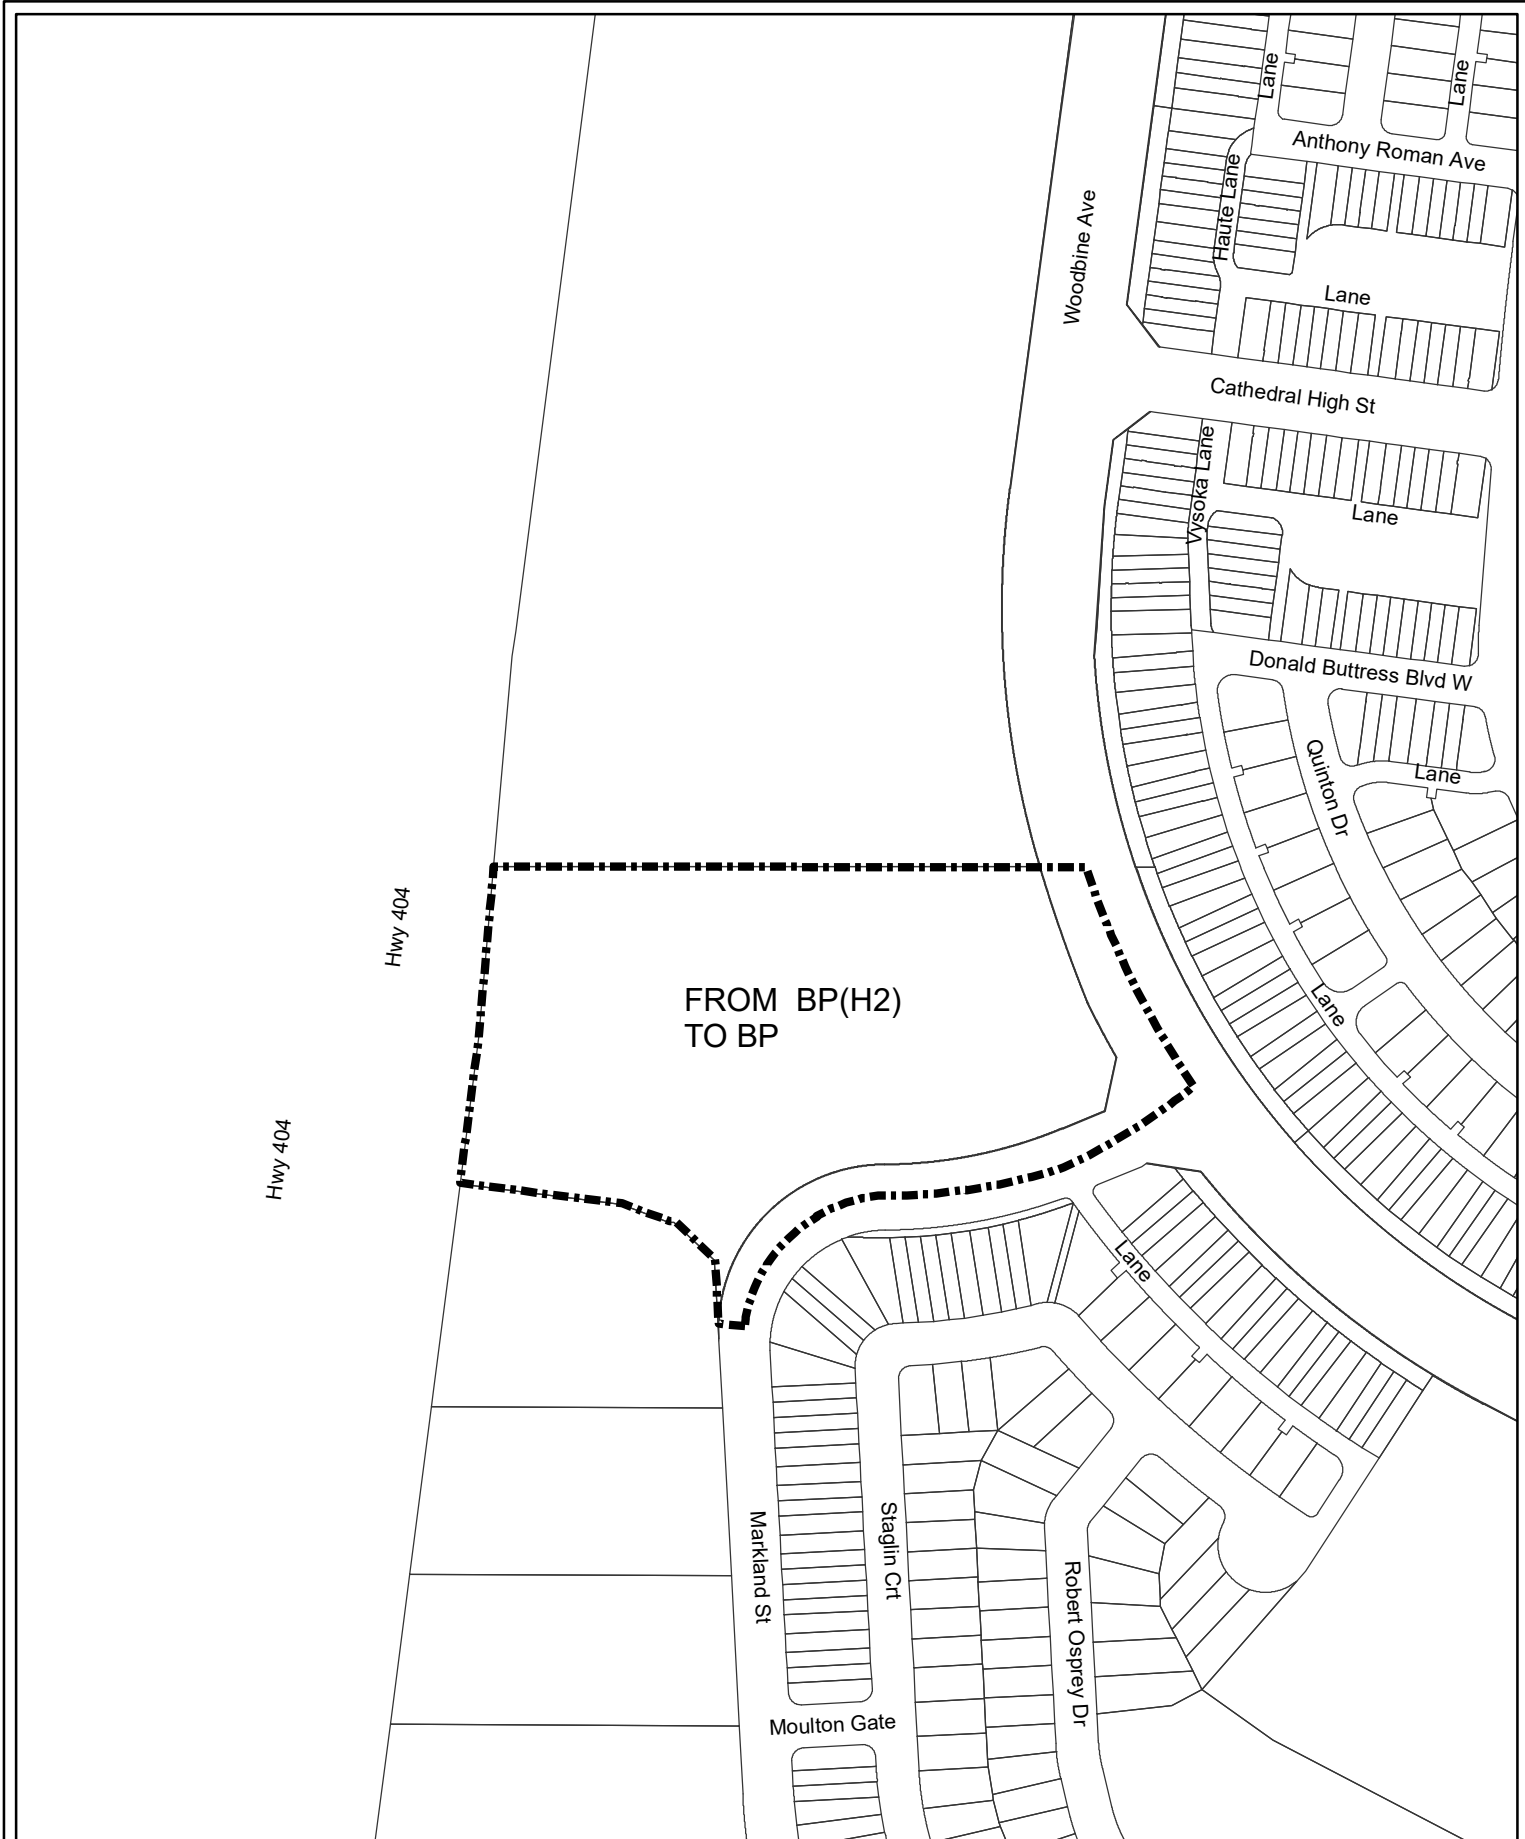 Lane
Lane
Anthony Roman Ave
Haute Lane
Woodbine Ave
Lane
Cathedral High St
Vysoka Lane
Lane
Donald Buttress Blvd W
Quinton Dr
Lane
Hwy 404
FROM  BP(H2)
TO BP
Lane
Hwy 404
Lane
Markland St
Staglin Crt
Robert Osprey Dr
Moulton Gate